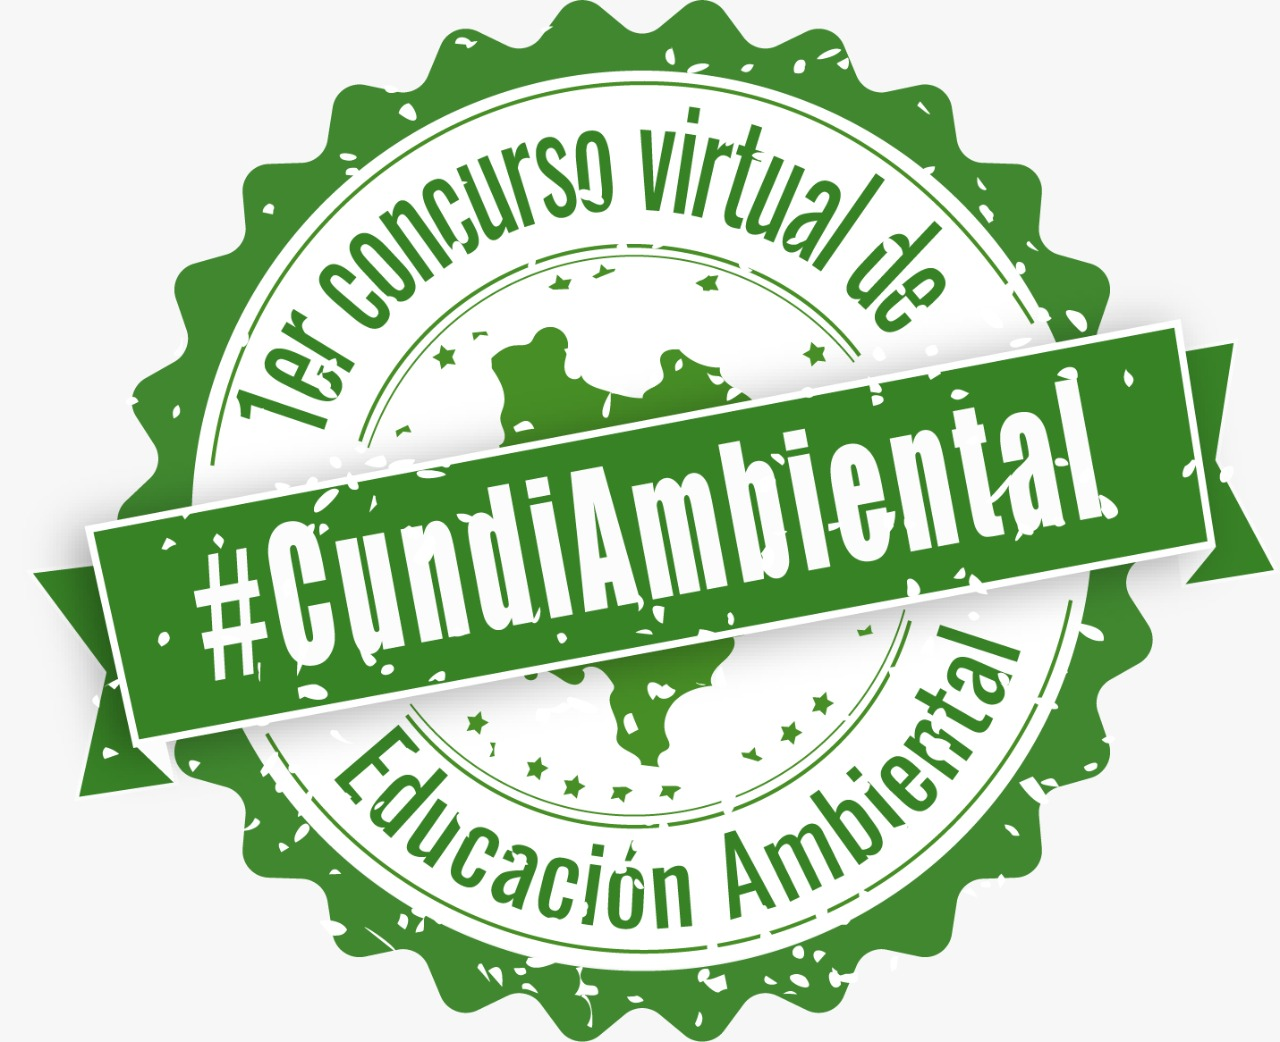 1er concurso virtual de
#CundiAmbiental
Educación Ambiental